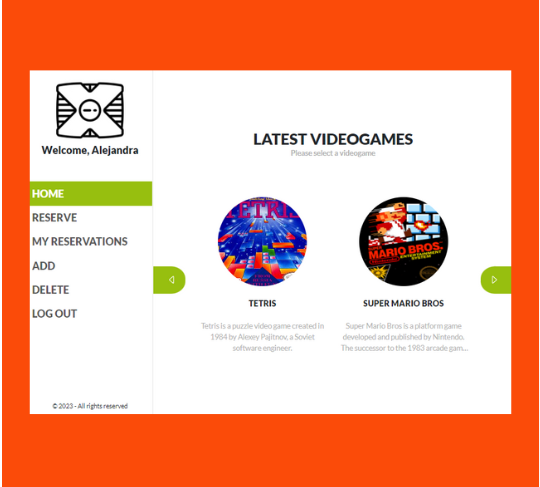 Welcome, Alejandra
HOME
RESERVE
MY RESERVATIONS
ADD
DELETE
LOG OUT
© 2023 - All rights reserved
LATEST VIDEOGAMES
Please select a videogame
TETRIS
TETRIS
Tetris is a puzzle video game created in
1984 by Alexey Pajitnov, a Soviet
software engineer.
MARIO BROS
ENTERTAINMENT
SYSTEM
SUPER MARIO BROS
Super Mario Bros is a platform game
developed and published by Nintendo.
The successor to the 1983 arcade gam...